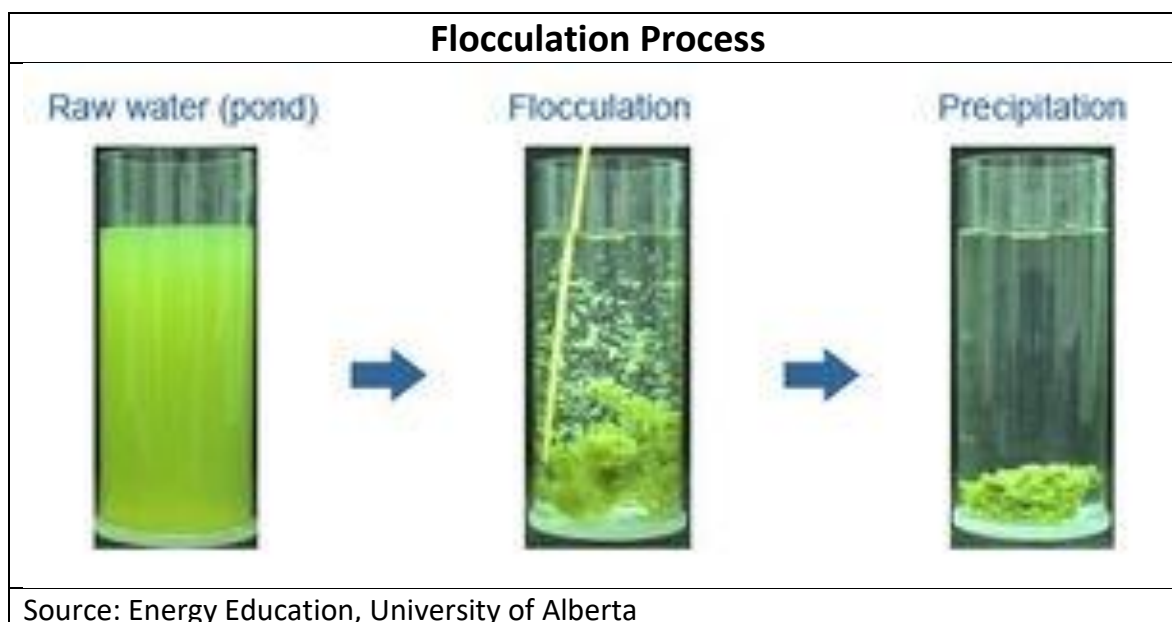 Flocculation Process
Raw water (pond) Flocculation Precipitation
Source: Energy Education, University of Alberta